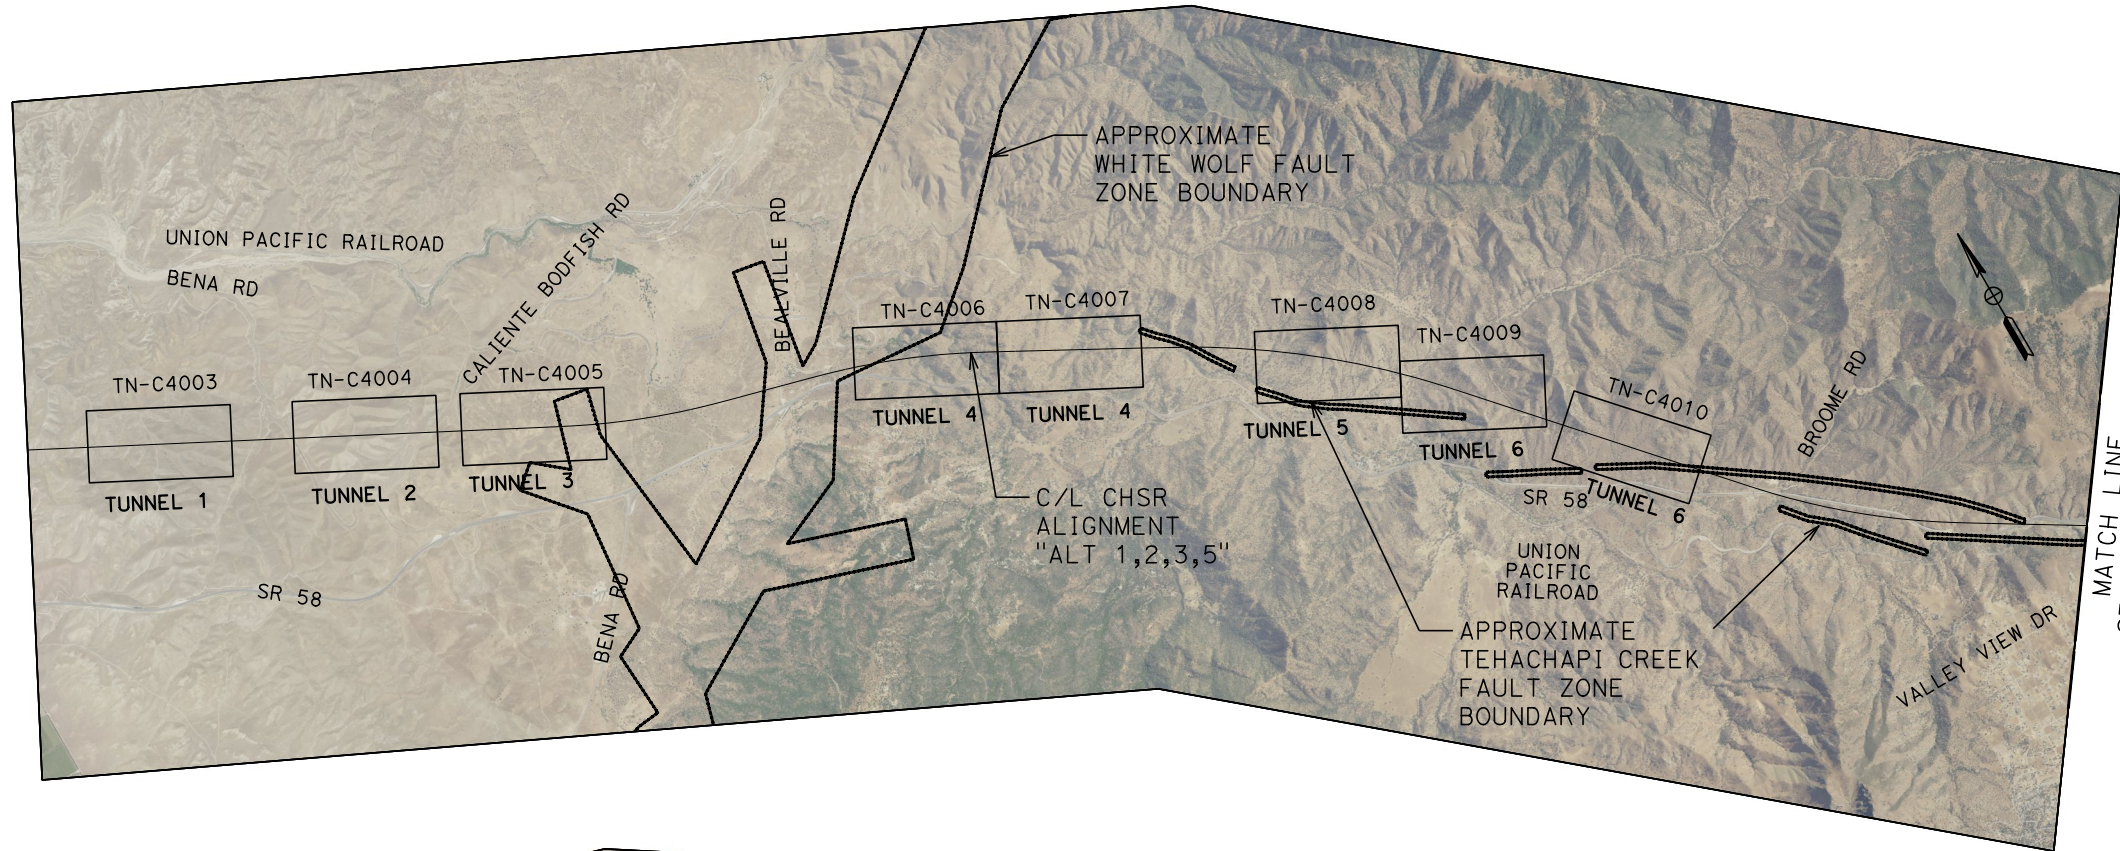 APPROXIMATE
WHITE WOLF FAULT
ZONE BOUNDARY
UNION PACIFIC RAILROAD
BENA RD
CALIENTE BODFISH RD
BEALVILLE RD
TN-C4003
TN-C4004
TN-C4005
TN-C4006
TN-C4007
TN-C4008
TN-C4009
TN-C4010
BROOME RD
TUNNEL 1
TUNNEL 2
TUNNEL 3
TUNNEL 4
TUNNEL 4
TUNNEL 5
TUNNEL 6
TUNNEL 6
SR 58
C/L CHSR
ALIGNMENT
"ALT 1,2,3,5"
UNION
PACIFIC
RAILROAD
SR 58
BENA RD
APPROXIMATE
TEHACHAPI CREEK
FAULT ZONE
BOUNDARY
VALLEY VIEW DR
MATCH LINE